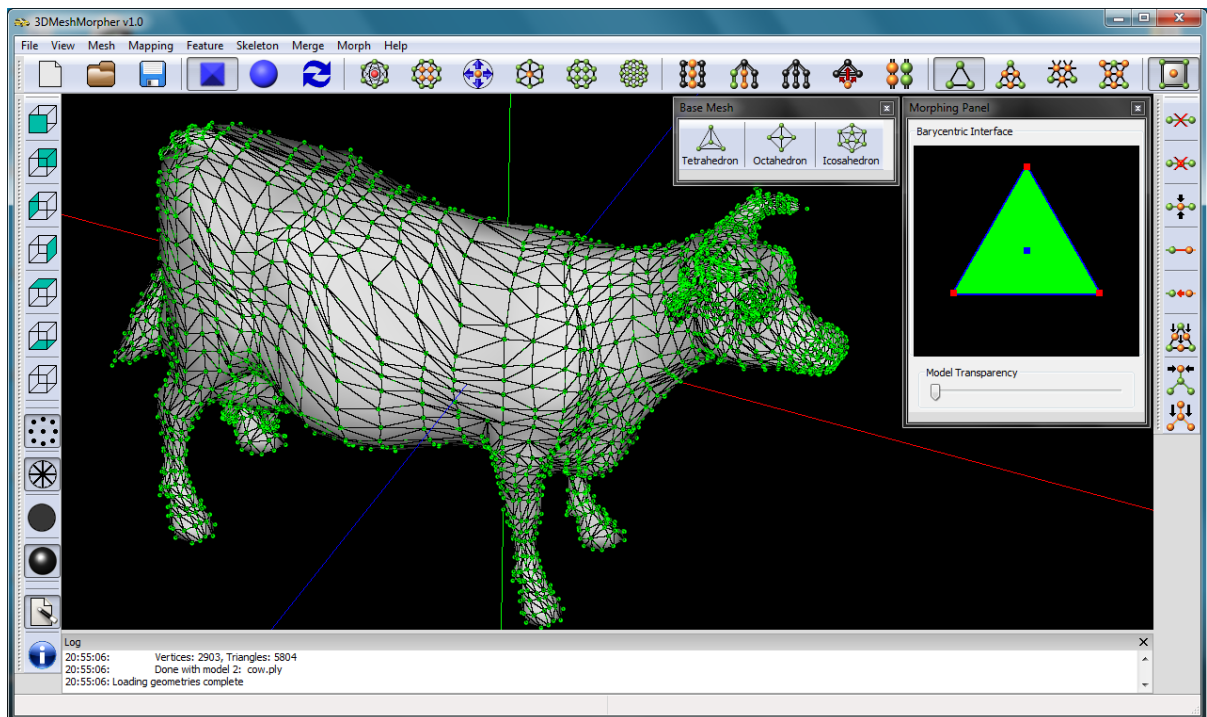 3DMeshMorpher v1.0
File View Mesh Mapping Feature Skeleton Merge Morph Help
Base Mesh
Tetrahedron Octahedron Icosahedron
Morphing Panel
Barycentric Interface
Model Transparency
Log
20:55:06: Vertices: 2903, Triangles: 5804
20:55:06: Done with model 2: cow.ply
20:55:06: Loading geometries complete